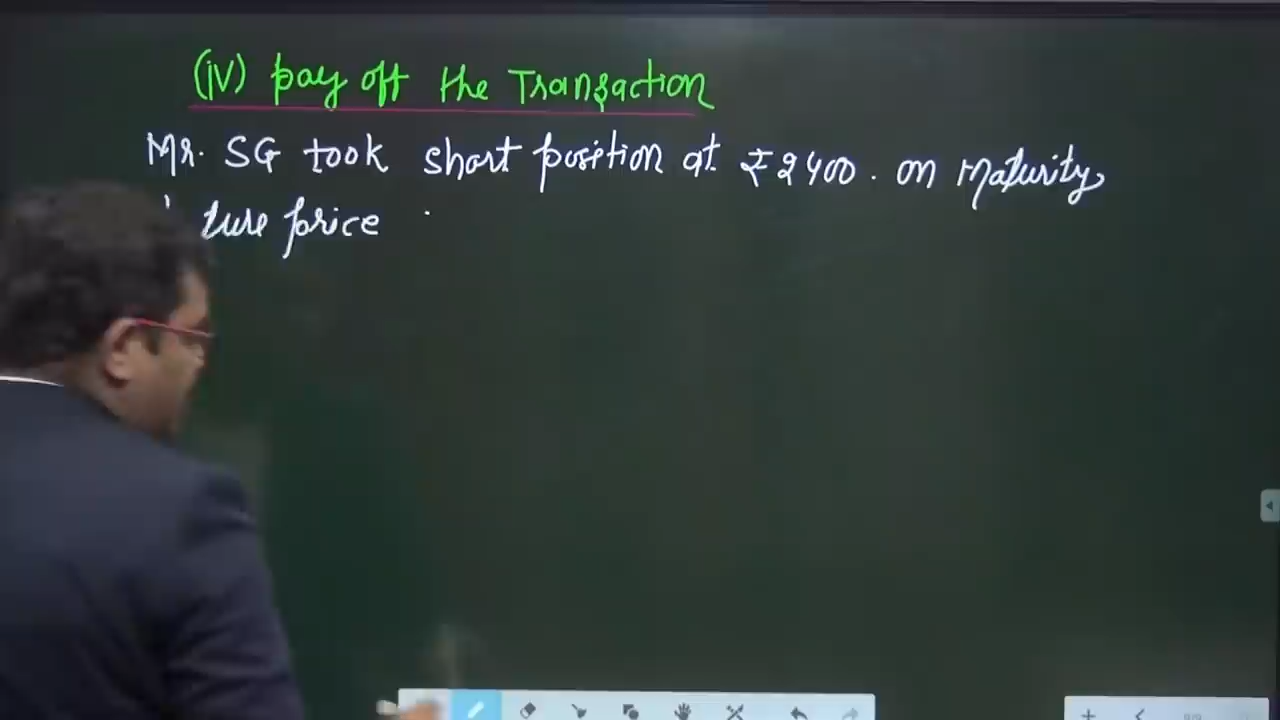 (iv) pay off the Transaction
Mr. SG took short position at ₹2400. on Maturity,
ture price